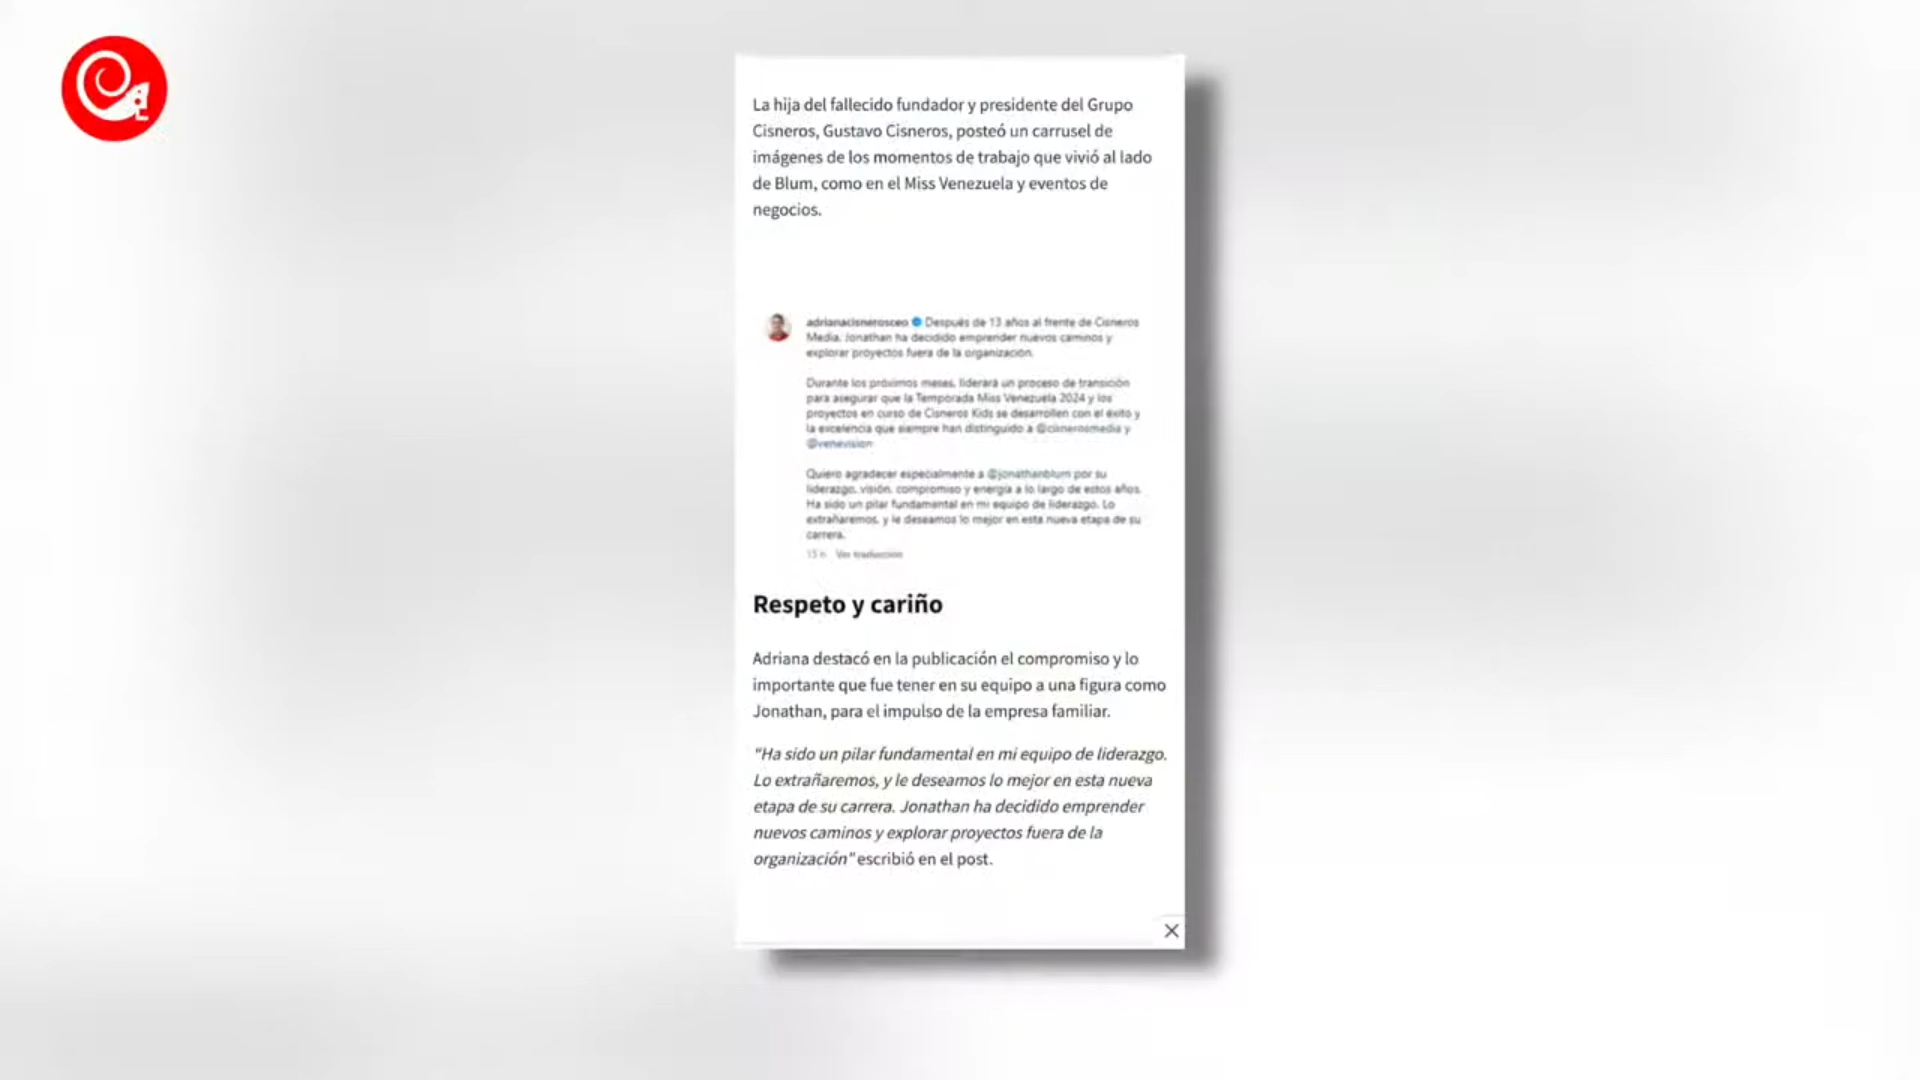 La hija del fallecido fundador y presidente del Grupo
Cisneros, Gustavo Cisneros, posteó un carrusel de
imágenes de los momentos de trabajo que vivió al lado
de Blum, como en el Miss Venezuela y eventos de
negocios.
adrianacisnerosceo Después de 13 años al frente de Cisneros
Media, Jonathan ha decidido emprender nuevos caminos y
explorar proyectos fuera de la organización.
Durante los próximos meses, liderará un proceso de transición
para asegurar que la Temporada Miss Venezuela 2024 y los
proyectos en curso de Cisneros Kids se desarrollen con el éxito y
la excelencia que siempre han distinguido a @cisnerosmedia y
@venevision
Quiero agradecer especialmente a @jonathanblum por su
liderazgo, visión, compromiso y energía a lo largo de estos años.
Ha sido un pilar fundamental en mi equipo de liderazgo. Lo
extrañaremos, y le deseamos lo mejor en esta nueva etapa de su
carrera.
15 h Ver traducción
Respeto y cariño
Adriana destacó en la publicación el compromiso y lo
importante que fue tener en su equipo a una figura como
Jonathan, para el impulso de la empresa familiar.
“Ha sido un pilar fundamental en mi equipo de liderazgo.
Lo extrañaremos, y le deseamos lo mejor en esta nueva
etapa de su carrera. Jonathan ha decidido emprender
nuevos caminos y explorar proyectos fuera de la
organización” escribió en el post.